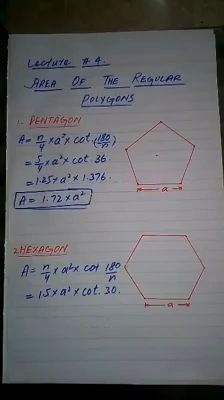 Lecture # 4.
AREA OF THE REGULAR
POLYGONS
1:- PENTAGON
A = n/4 x a² x cot.(180/n)
= 5/4 x a² x cot.36.
= 1.25 x a² x 1.376.
A = 1.72 x a²
a
2. HEXAGON
A = n/4 x a² x cot 180/n
= 1.5 x a² x cot.30.
a